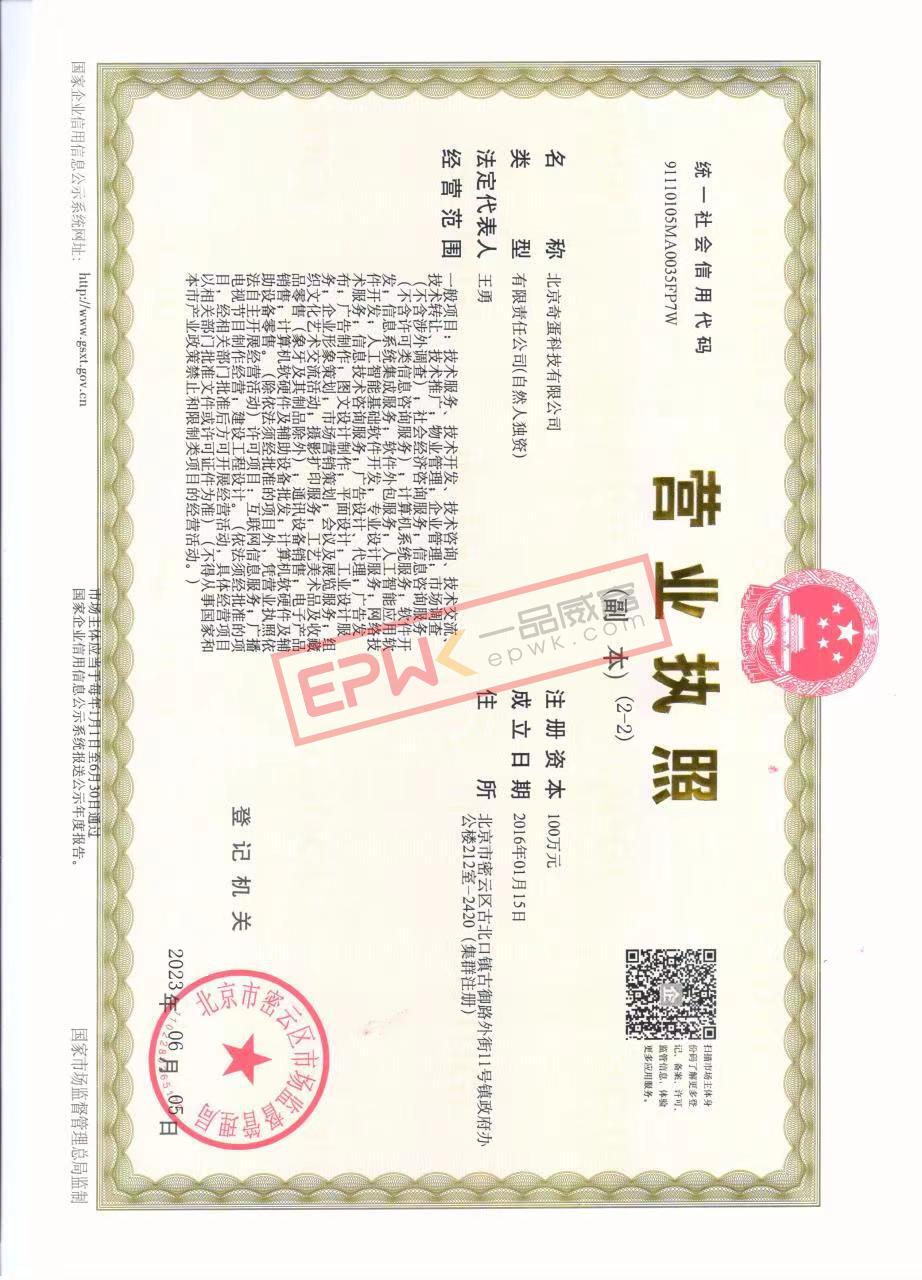 统一社会信用代码
91110105MA0035FP7W
营业执照
(副 本) (2-2)
扫描市场主体身
份码了解更多登
记、备案、许可、
监管信息，体验
更多应用服务。
名 称 北京奇蛋科技有限公司
类 型 有限责任公司(自然人独资)
法定代表人 王勇
经营范围
一般项目：技术服务、技术开发、技术咨询、技术交流、
技术转让、技术推广；物业管理；企业管理；市场调查
（不含涉外调查）；社会经济咨询服务；信息咨询服务
（不含许可类信息咨询服务）；计算机系统服务；软件开
发；信息系统集成服务；软件外包服务；人工智能应用软
件开发；人工智能基础软件开发；专业设计服务；网络技
术服务；信息技术咨询服务；广告设计、代理；广告发
布；广告制作；图文设计制作；平面设计；工业设计服
务；企业形象策划；市场营销策划；会议及展览服务；组
织文化艺术交流活动；摄影扩印服务；工艺美术品及收藏
品零售（象牙及其制品除外）；通讯设备销售；电子产品
销售；计算机软硬件及辅助设备批发；计算机软硬件及辅
助设备零售。（除依法须经批准的项目外，凭营业执照依
法自主开展经营活动）许可项目：互联网信息服务；广播
电视节目制作经营；建设工程设计。（依法须经批准的项
目，经相关部门批准后方可开展经营活动，具体经营项目
以相关部门批准文件或许可证件为准）（不得从事国家和
本市产业政策禁止和限制类项目的经营活动。）
注册资本 100万元
成立日期 2016年01月15日
住 所 北京市密云区古北口镇古御路外街11号镇政府办
公楼212室-2420（集群注册）
EPWK 一品威客
epwk.com
登记机关
北京市密云区市场监督管理局
2023年 06月 05日
国家企业信用信息公示系统网址： http://www.gsxt.gov.cn
市场主体应当于每年1月1日至6月30日通过
国家企业信用信息公示系统报送公示年度报告。
国家市场监督管理总局监制